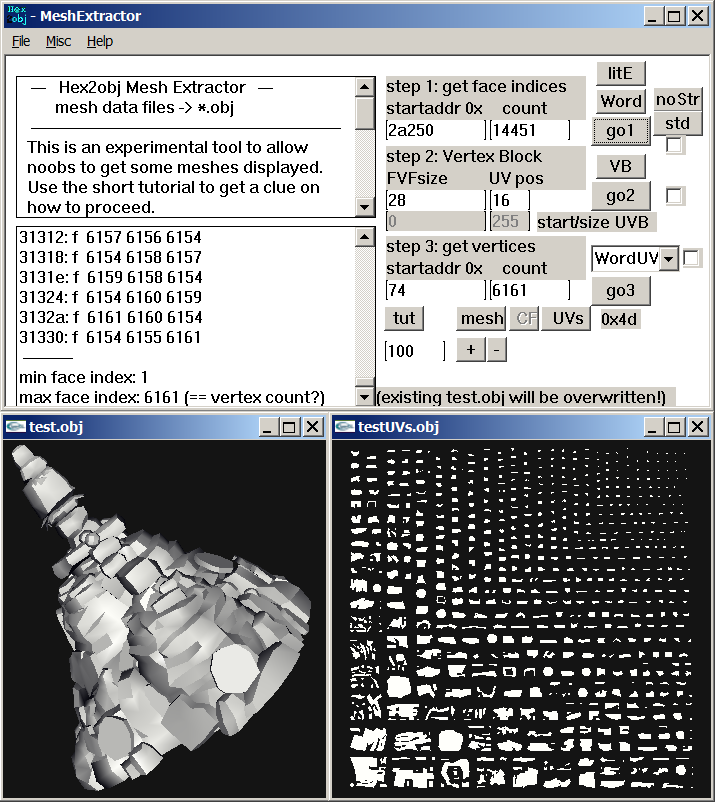 Hex
obj
- MeshExtractor
File Misc Help
— Hex2obj Mesh Extractor —
mesh data files -> *.obj
This is an experimental tool to allow
noobs to get some meshes displayed.
Use the short tutorial to get a clue on
how to proceed.
31312: f 6157 6156 6154
31318: f 6154 6158 6157
3131e: f 6159 6158 6154
31324: f 6154 6160 6159
3132a: f 6161 6160 6154
31330: f 6154 6155 6161
min face index: 1
max face index: 6161 (== vertex count?)
step 1: get face indices
startaddr 0x count
2a250 14451
litE
Word noStr
go1 std
step 2: Vertex Block
FVFsize UV pos
28 16
0 255 start/size UVB
VB
go2
step 3: get vertices
startaddr 0x count
74 6161
WordUV
go3
tut mesh CF UVs 0x4d
100 + -
(existing test.obj will be overwritten!)
test.obj
testUVs.obj